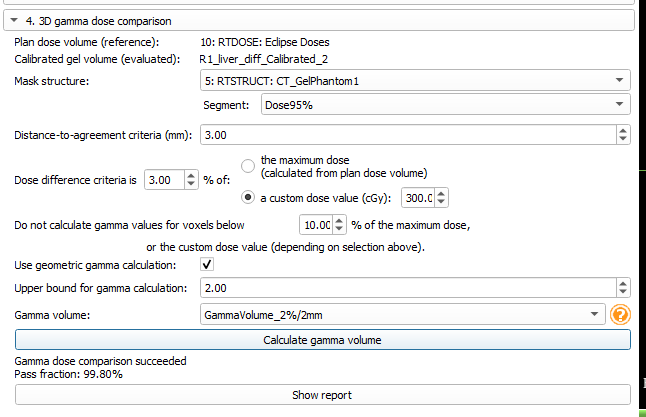 4. 3D gamma dose comparison
Plan dose volume (reference): 10: RTDOSE: Eclipse Doses
Calibrated gel volume (evaluated): R1_liver_diff_Calibrated_2
Mask structure: 5: RTSTRUCT: CT_GelPhantom1
Segment: Dose95%
Distance-to-agreement criteria (mm): 3.00
the maximum dose
(calculated from plan dose volume)
Dose difference criteria is 3.00 % of:
a custom dose value (cGy): 300.0
Do not calculate gamma values for voxels below 10.00 % of the maximum dose,
or the custom dose value (depending on selection above).
Use geometric gamma calculation:
Upper bound for gamma calculation: 2.00
Gamma volume: GammaVolume_2%/2mm
Calculate gamma volume
Gamma dose comparison succeeded
Pass fraction: 99.80%
Show report